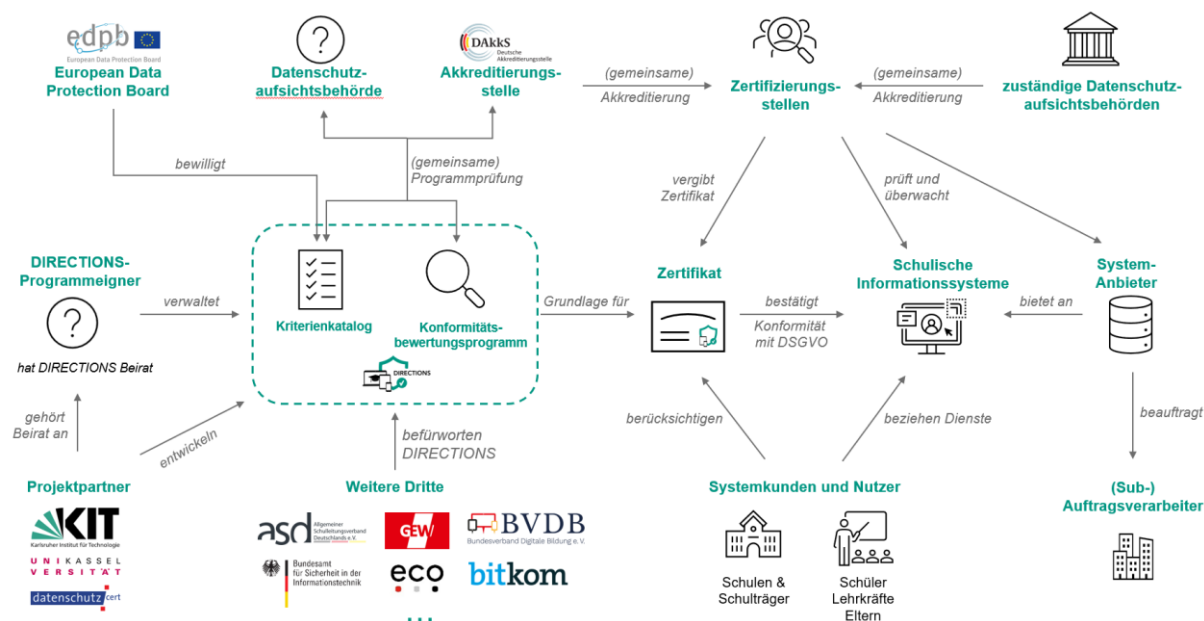 edpb
European Data Protection Board
European Data
Protection Board
?
Datenschutz-
aufsichtsbehörde
DAkkS
Deutsche
Akkreditierungsstelle
Akkreditierungs-
stelle
(gemeinsame)
Akkreditierung
Zertifizierungs-
stellen
(gemeinsame)
Akkreditierung
zuständige Datenschutz-
aufsichtsbehörden
bewilligt
(gemeinsame)
Programmprüfung
vergibt
Zertifikat
prüft und
überwacht
DIRECTIONS-
Programmeigner
?
hat DIRECTIONS Beirat
verwaltet
Kriterienkatalog
Konformitäts-
bewertungsprogramm
DIRECTIONS
Grundlage für
Zertifikat
bestätigt
Konformität
mit DSGVO
Schulische
Informationssysteme
bietet an
System-
Anbieter
gehört
Beirat an
entwickeln
befürworten
DIRECTIONS
berücksichtigen
beziehen Dienste
beauftragt
Projektpartner
KIT
Karlsruher Institut für Technologie
UNIKASSEL
VERSITÄT
datenschutz cert
Weitere Dritte
asd
Allgemeiner
Schulleitungsverband
Deutschlands e.V.
GEW
BVDB
Bundesverband Digitale Bildung e. V.
Bundesamt
für Sicherheit in der
Informationstechnik
eco
bitkom
...
Systemkunden und Nutzer
Schulen &
Schulträger
Schüler
Lehrkräfte
Eltern
(Sub-)
Auftragsverarbeiter